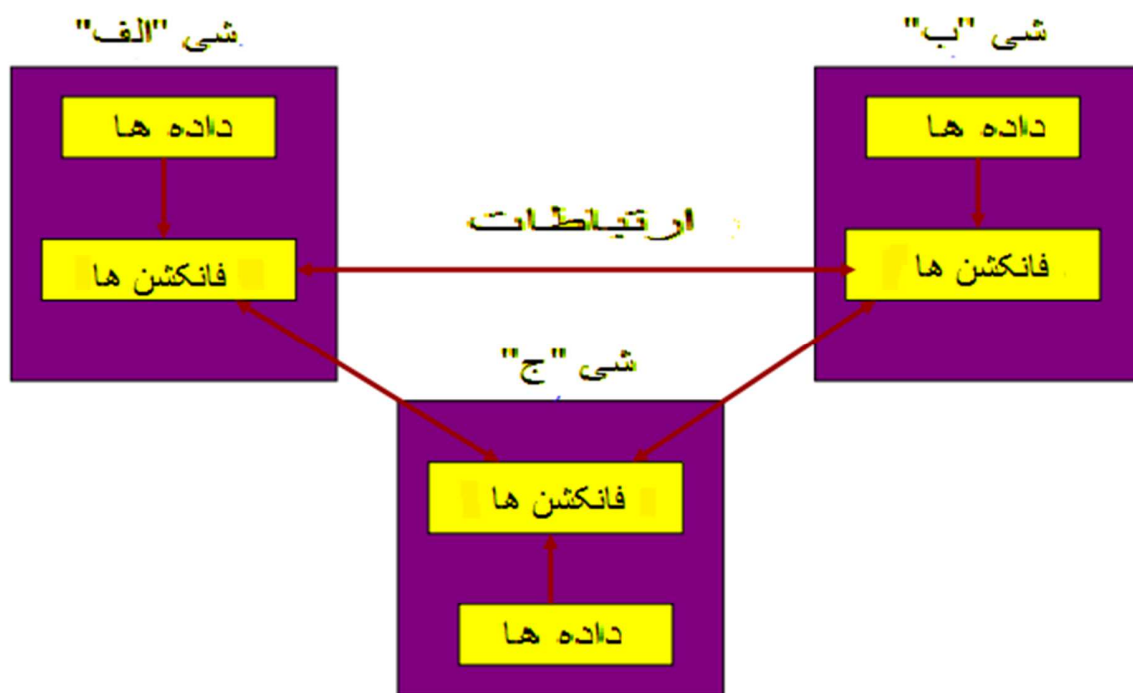 شی "الف"
شی "ب"
داده ها
داده ها
ارتباطات
فانکشن ها
فانکشن ها
شی "ج"
فانکشن ها
داده ها